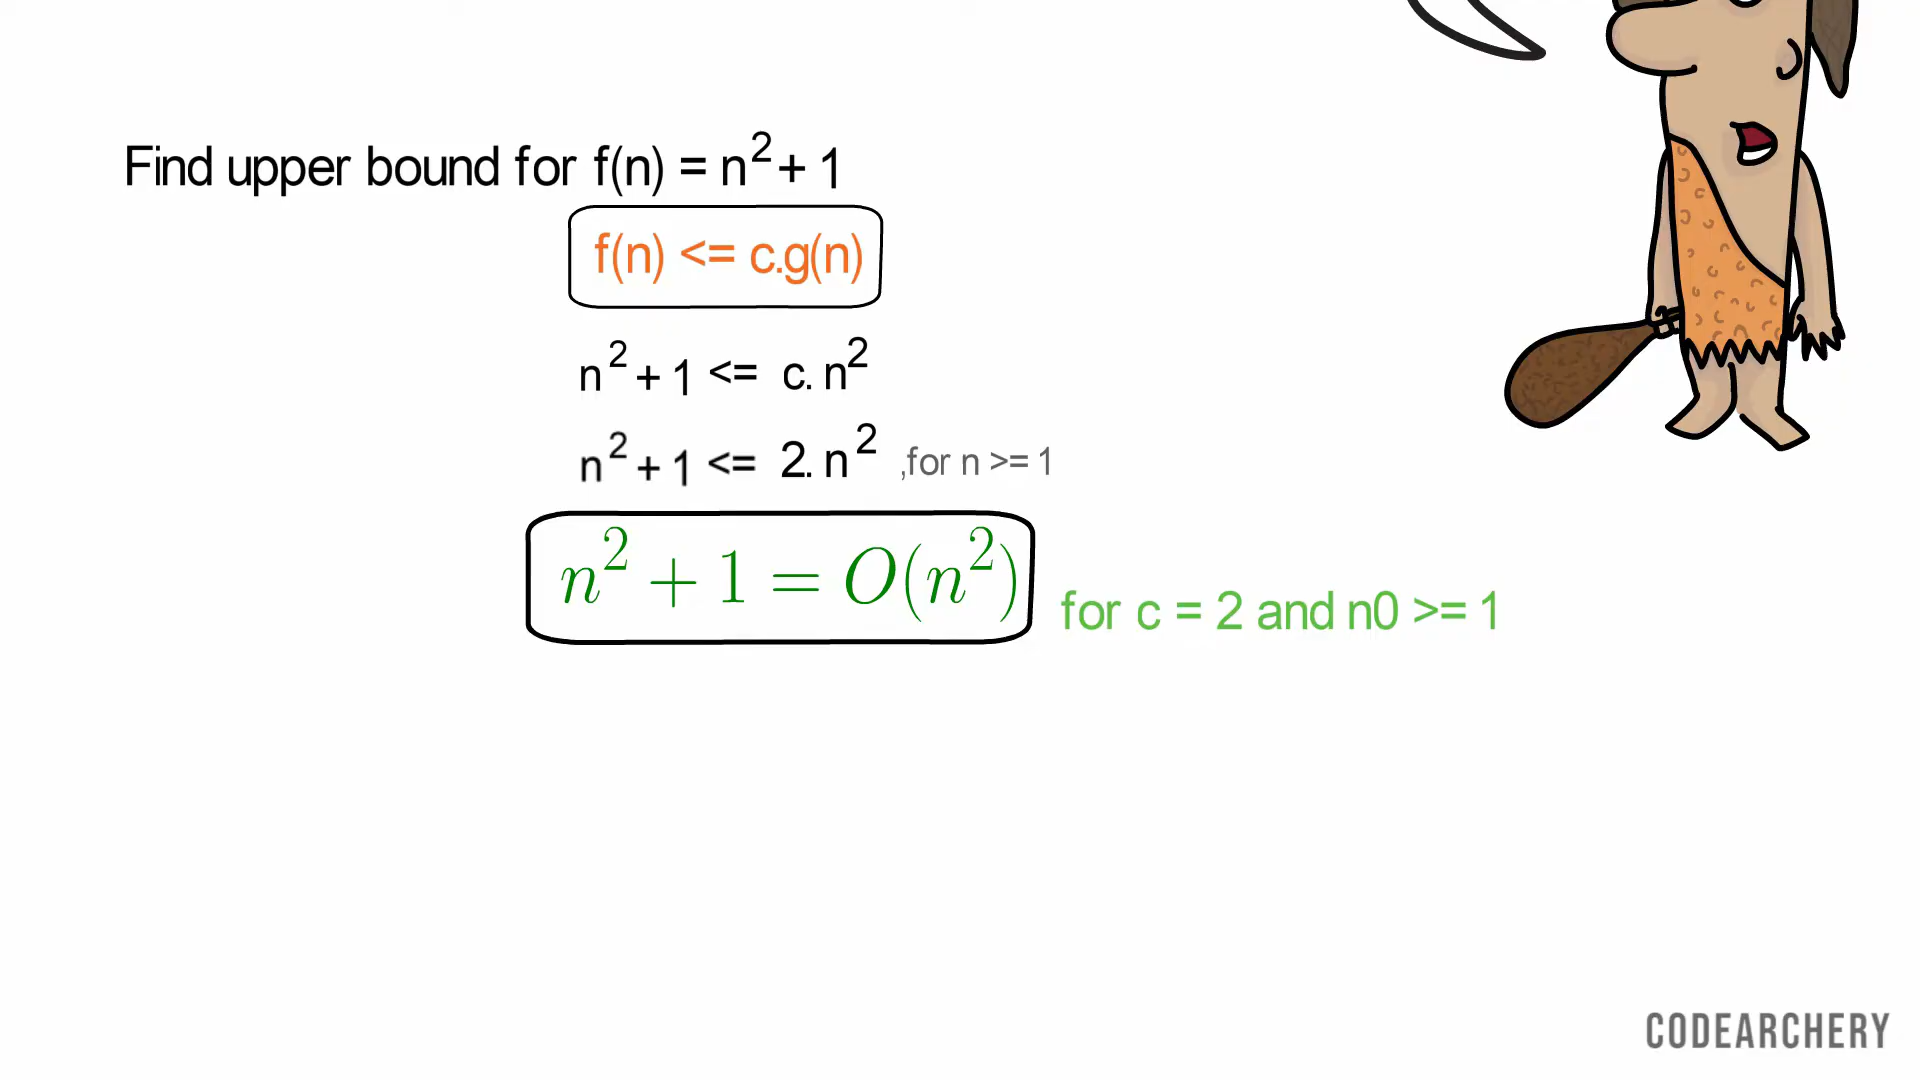 Find upper bound for f(n) = n² + 1
f(n) <= c.g(n)
n² + 1 <= c. n²
n² + 1 <= 2. n² ,for n >= 1
n² + 1 = O(n²)
for c = 2 and n0 >= 1
CODEARCHERY